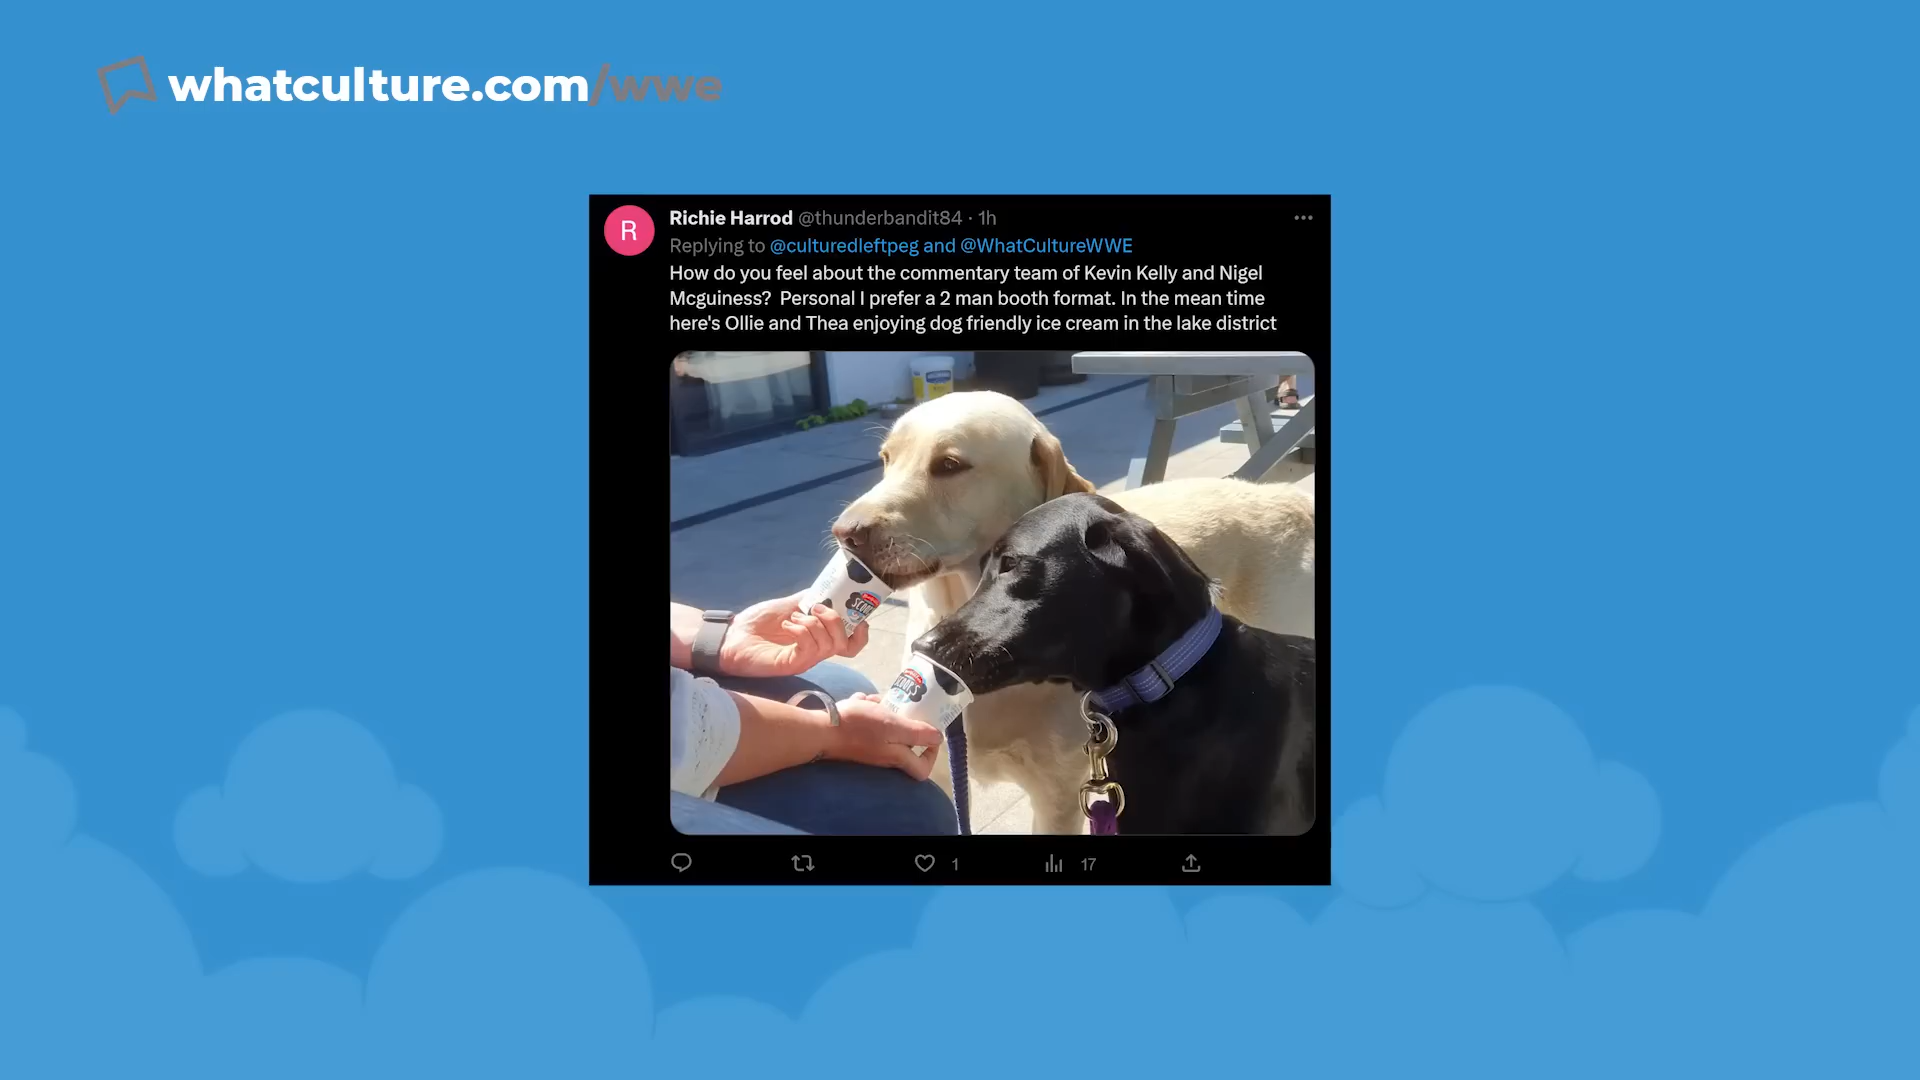 whatculture.com/wwe
R
Richie Harrod @thunderbandit84 · 1h
Replying to @culturedleftpeg and @WhatCultureWWE
How do you feel about the commentary team of Kevin Kelly and Nigel
Mcguiness?  Personal I prefer a 2 man booth format. In the mean time
here's Ollie and Thea enjoying dog friendly ice cream in the lake district
1
17